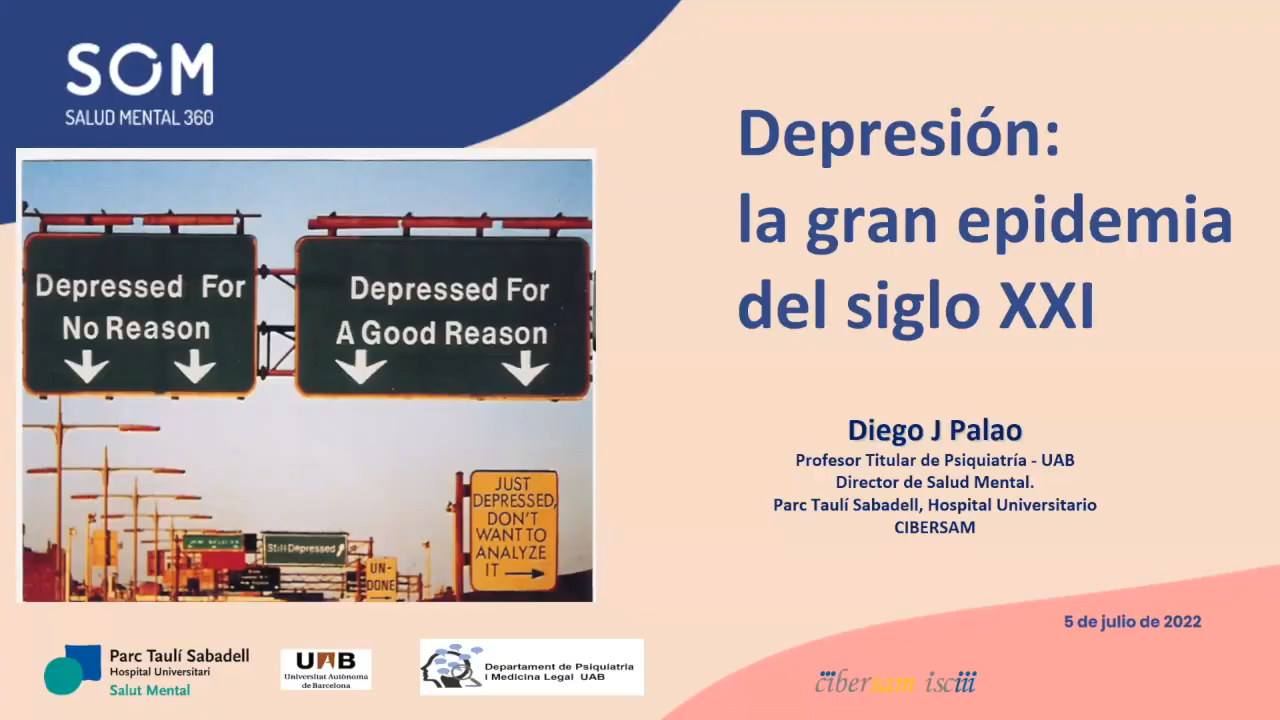 SOM
SALUD MENTAL 360
Depresión:
la gran epidemia
del siglo XXI
Depressed For
No Reason
Depressed For
A Good Reason
JUST
DEPRESSED,
DON'T
WANT TO
ANALYZE
IT
Still Depressed
UN-
DONE
Diego J Palao
Profesor Titular de Psiquiatría - UAB
Director de Salud Mental.
Parc Taulí Sabadell, Hospital Universitario
CIBERSAM
5 de julio de 2022
Parc Taulí Sabadell
Hospital Universitari
Salut Mental
UAB
Universitat Autònoma
de Barcelona
Departament de Psiquiatria
i Medicina Legal UAB
cibersam isciii